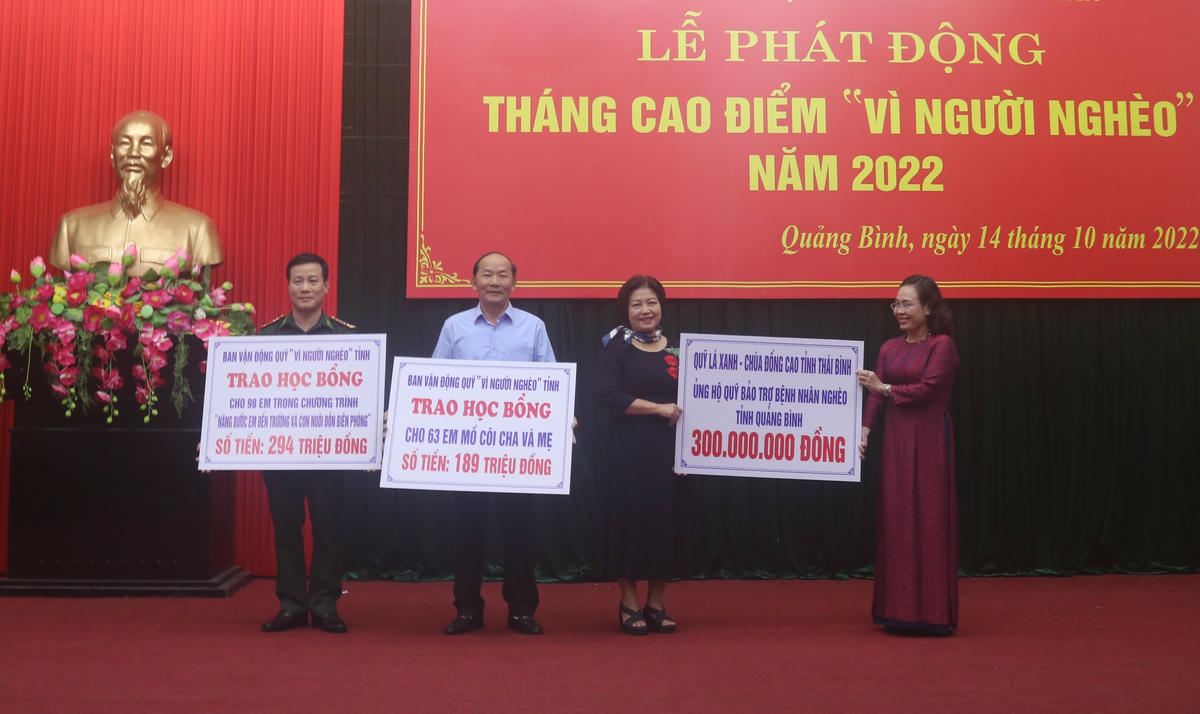 LỄ PHÁT ĐỘNG
THÁNG CAO ĐIỂM "VÌ NGƯỜI NGHÈO"
NĂM 2022
Quảng Bình, ngày 14 tháng 10 năm 2022
BAN VẬN ĐỘNG QUỸ "VÌ NGƯỜI NGHÈO" TỈNH
TRAO HỌC BỔNG
CHO 98 EM TRONG CHƯƠNG TRÌNH
"NÂNG BƯỚC EM ĐẾN TRƯỜNG VÀ CON NUÔI ĐỒN BIÊN PHÒNG"
SỐ TIỀN: 294 TRIỆU ĐỒNG
BAN VẬN ĐỘNG QUỸ "VÌ NGƯỜI NGHÈO" TỈNH
TRAO HỌC BỔNG
CHO 63 EM MỒ CÔI CHA VÀ MẸ
SỐ TIỀN: 189 TRIỆU ĐỒNG
QUỸ LÁ XANH - CHÙA ĐỒNG CAO TỈNH THÁI BÌNH
ỦNG HỘ QUỸ BẢO TRỢ BỆNH NHÂN NGHÈO
TỈNH QUẢNG BÌNH
300.000.000 ĐỒNG